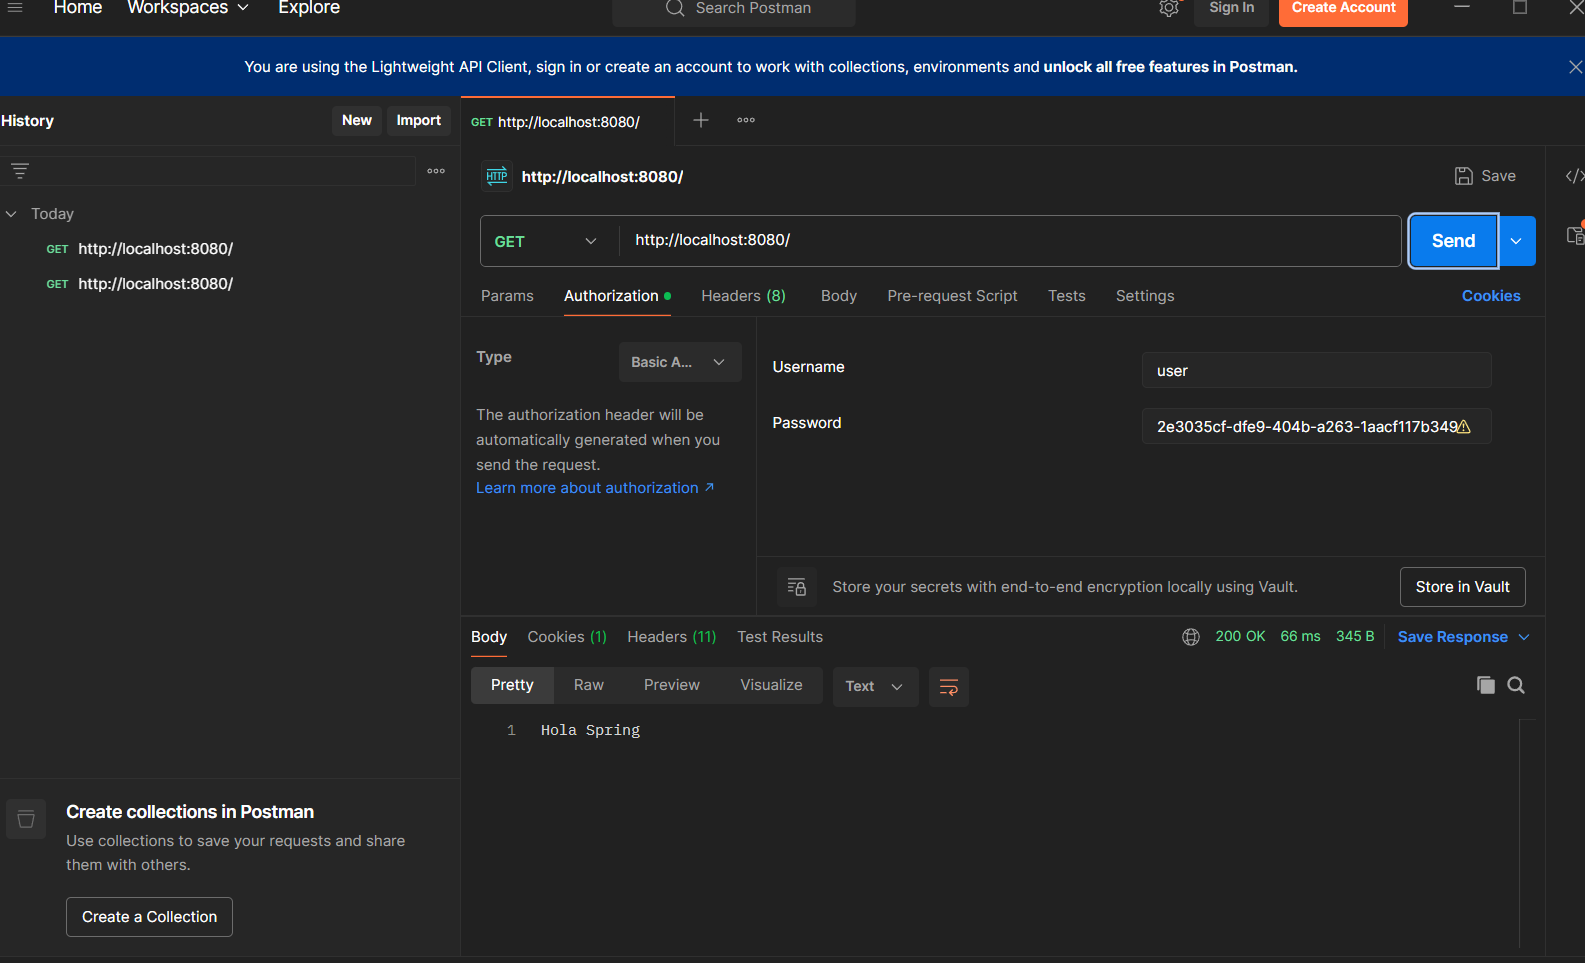 Home Workspaces Explore Search Postman Sign In Create Account
You are using the Lightweight API Client, sign in or create an account to work with collections, environments and unlock all free features in Postman.
History New Import GET http://localhost:8080/
HTTP http://localhost:8080/ Save
Today
GET http://localhost:8080/
GET http://localhost:8080/
GET http://localhost:8080/ Send
Params Authorization Headers (8) Body Pre-request Script Tests Settings Cookies
Type Basic A...
The authorization header will be
automatically generated when you
send the request.
Learn more about authorization
Username user
Password 2e3035cf-dfe9-404b-a263-1aacf117b349
Store your secrets with end-to-end encryption locally using Vault. Store in Vault
Body Cookies (1) Headers (11) Test Results 200 OK 66 ms 345 B Save Response
Pretty Raw Preview Visualize Text
1 Hola Spring
Create collections in Postman
Use collections to save your requests and share
them with others.
Create a Collection